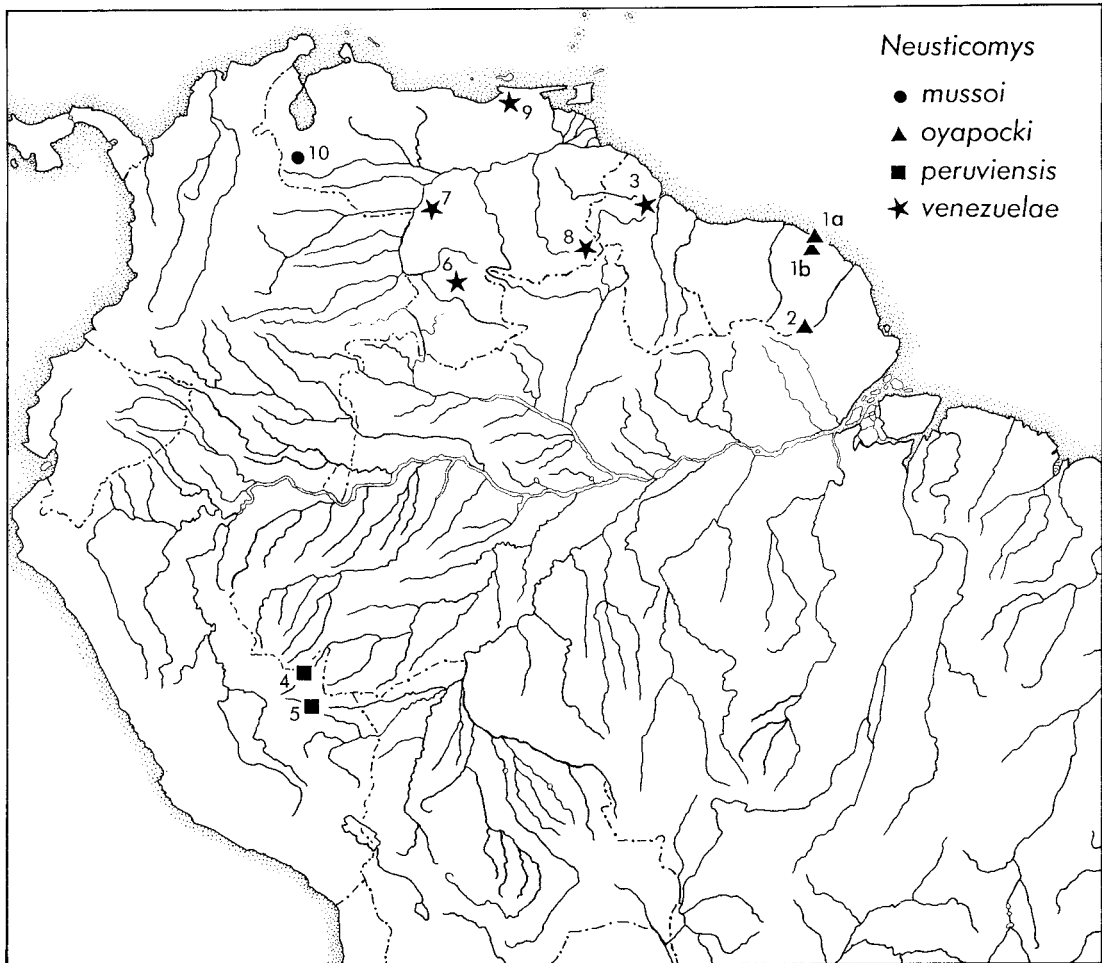 Neusticomys
mussoi
oyapocki
peruviensis
venezuelae
9
10
3
7
1a
8
1b
6
2
4
5